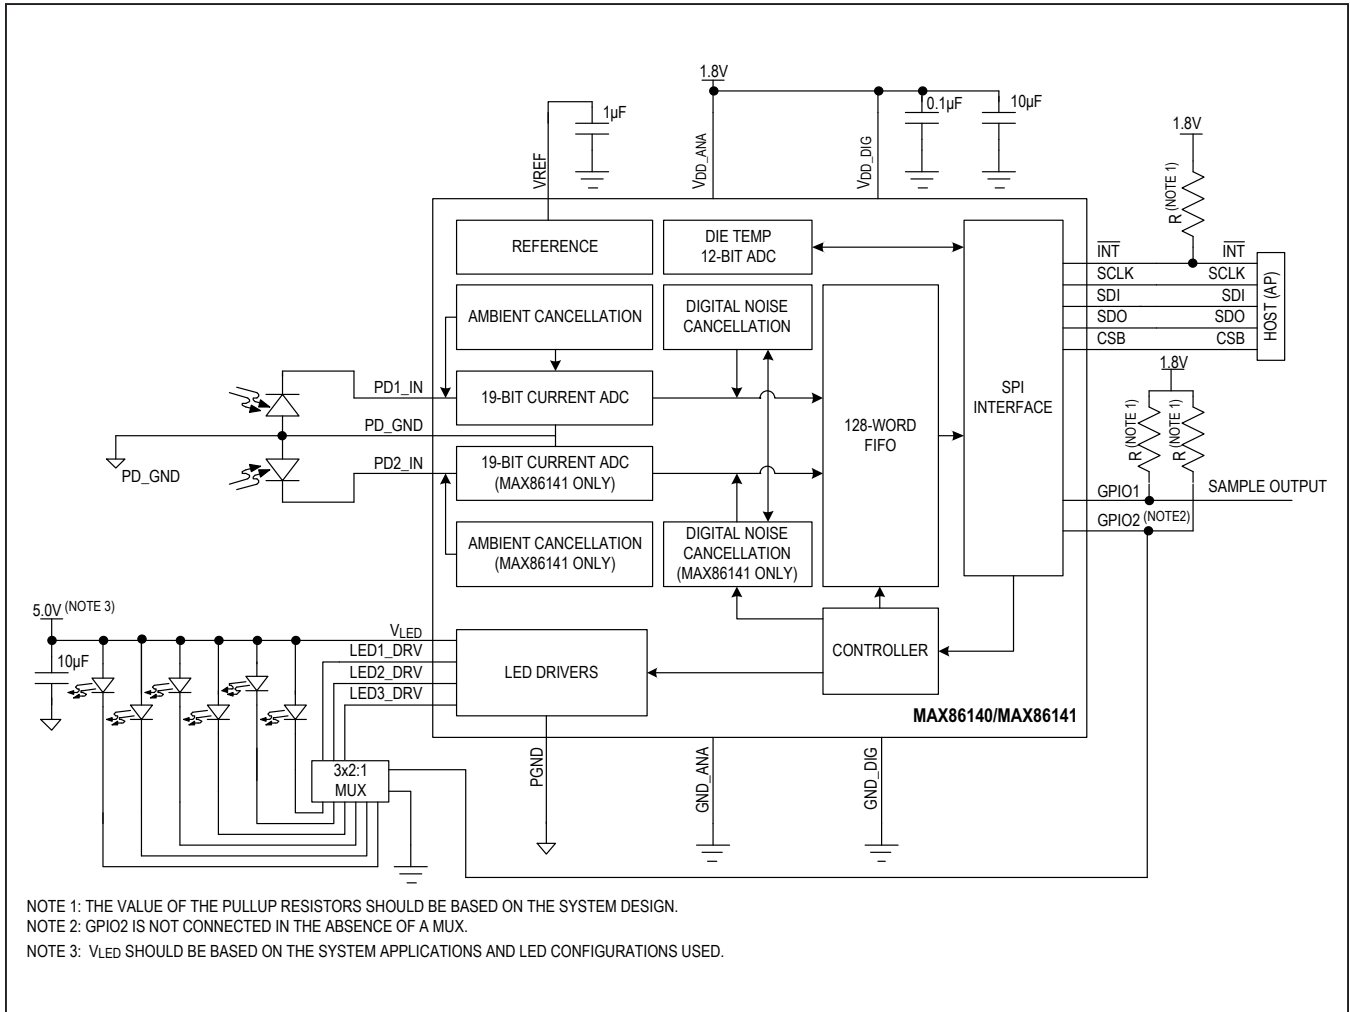 1.8V
1µF
0.1µF
10µF
1.8V
VREF
VDD_ANA
VDD_DIG
R (NOTE 1)
REFERENCE
DIE TEMP
12-BIT ADC
INT
INT
SCLK
SCLK
SDI
SDI
SDO
SDO
CSB
CSB
HOST (AP)
AMBIENT CANCELLATION
DIGITAL NOISE
CANCELLATION
1.8V
PD1_IN
19-BIT CURRENT ADC
SPI
INTERFACE
128-WORD
FIFO
PD_GND
R (NOTE 1)
R (NOTE 1)
PD2_IN
19-BIT CURRENT ADC
(MAX86141 ONLY)
PD_GND
GPIO1
SAMPLE OUTPUT
GPIO2 (NOTE2)
AMBIENT CANCELLATION
(MAX86141 ONLY)
DIGITAL NOISE
CANCELLATION
(MAX86141 ONLY)
5.0V (NOTE 3)
VLED
10µF
LED1_DRV
LED2_DRV
LED3_DRV
LED DRIVERS
CONTROLLER
MAX86140/MAX86141
3x2:1
MUX
PGND
GND_ANA
GND_DIG
NOTE 1: THE VALUE OF THE PULLUP RESISTORS SHOULD BE BASED ON THE SYSTEM DESIGN.
NOTE 2: GPIO2 IS NOT CONNECTED IN THE ABSENCE OF A MUX.
NOTE 3: VLED SHOULD BE BASED ON THE SYSTEM APPLICATIONS AND LED CONFIGURATIONS USED.